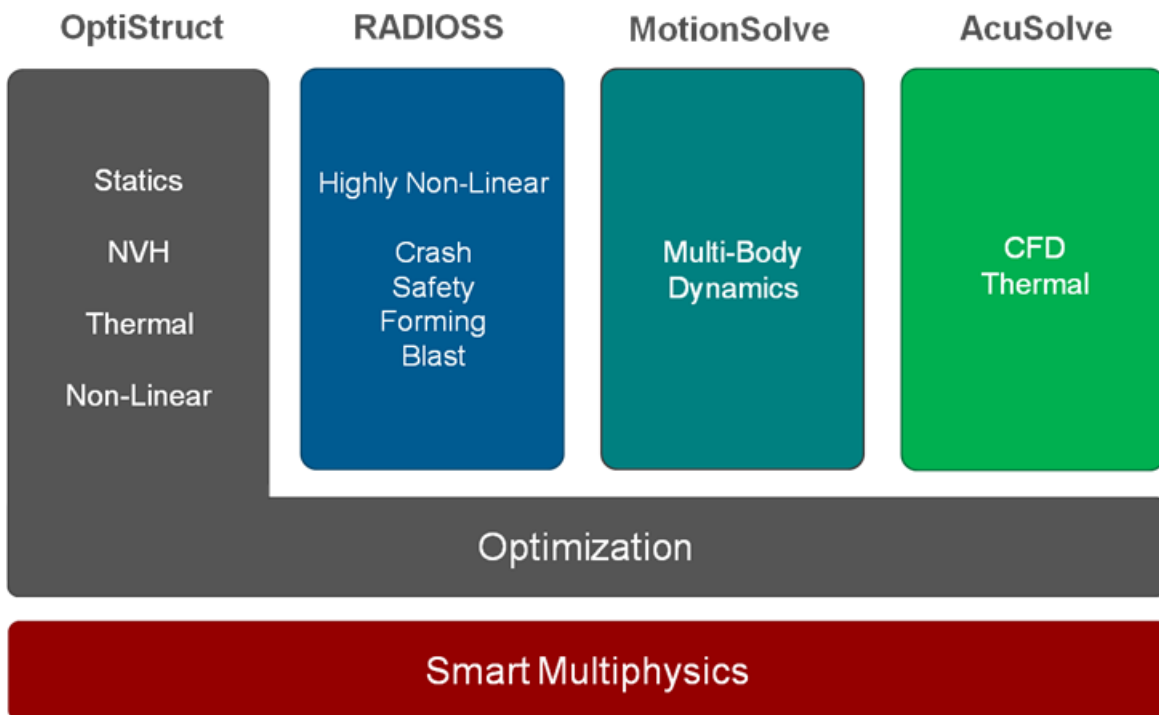 OptiStruct
RADIOSS
MotionSolve
AcuSolve
Statics
NVH
Thermal
Non-Linear
Highly Non-Linear
Crash
Safety
Forming
Blast
Multi-Body
Dynamics
CFD
Thermal
Optimization
Smart Multiphysics